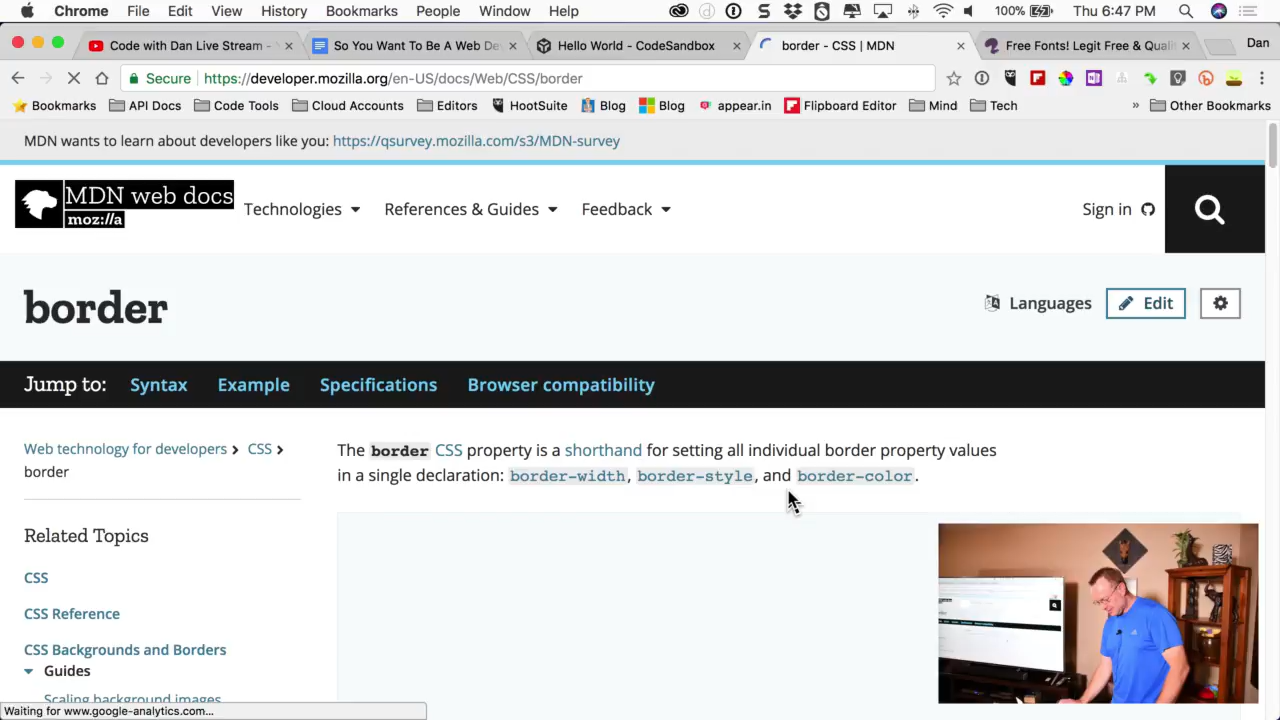 Chrome File Edit View History Bookmarks People Window Help 100% Thu 6:47 PM
Code with Dan Live Stream - So You Want To Be A Web De Hello World - CodeSandbox border - CSS | MDN Free Fonts! Legit Free & Quali Dan
Secure https://developer.mozilla.org/en-US/docs/Web/CSS/border
Bookmarks API Docs Code Tools Cloud Accounts Editors HootSuite Blog Blog appear.in Flipboard Editor Mind Tech » Other Bookmarks
MDN wants to learn about developers like you: https://qsurvey.mozilla.com/s3/MDN-survey
MDN web docs
moz://a
Technologies References & Guides Feedback Sign in
border
Languages Edit
Jump to: Syntax Example Specifications Browser compatibility
Web technology for developers CSS
border
The border CSS property is a shorthand for setting all individual border property values
in a single declaration: border-width, border-style, and border-color.
Related Topics
CSS
CSS Reference
CSS Backgrounds and Borders
Guides
Scaling background images
Waiting for www.google-analytics.com...